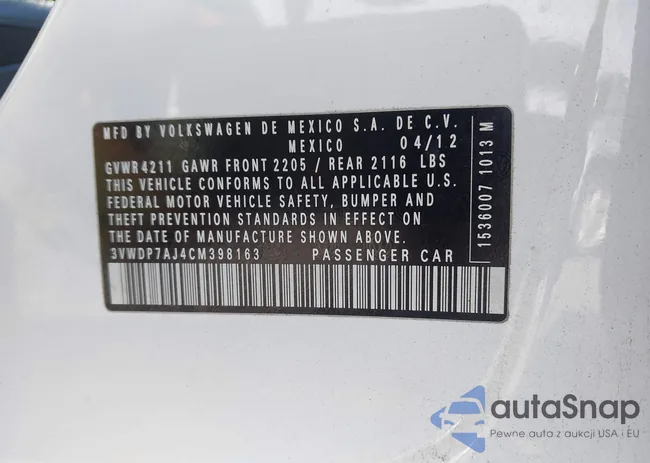 MFD BY VOLKSWAGEN DE MEXICO S.A. DE C.V.
MEXICO 04/12
GVWR 4211 GAWR FRONT 2205 / REAR 2116 LBS
THIS VEHICLE CONFORMS TO ALL APPLICABLE U.S.
FEDERAL MOTOR VEHICLE SAFETY, BUMPER AND
THEFT PREVENTION STANDARDS IN EFFECT ON
THE DATE OF MANUFACTURE SHOWN ABOVE.
3VWDP7AJ4CM398163 PASSENGER CAR
1536007 1013 M
autaSnap
Pewne auta z aukcji USA i EU